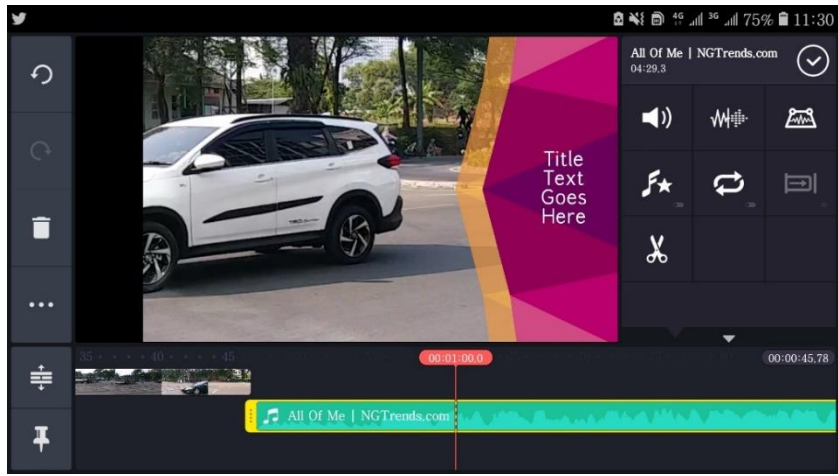 4G 3G 75% 11:30
All Of Me | NGTrends.com
04:29.3
Title
Text
Goes
Here
35 40 45
00:01:00.0
00:00:45.78
All Of Me | NGTrends.com